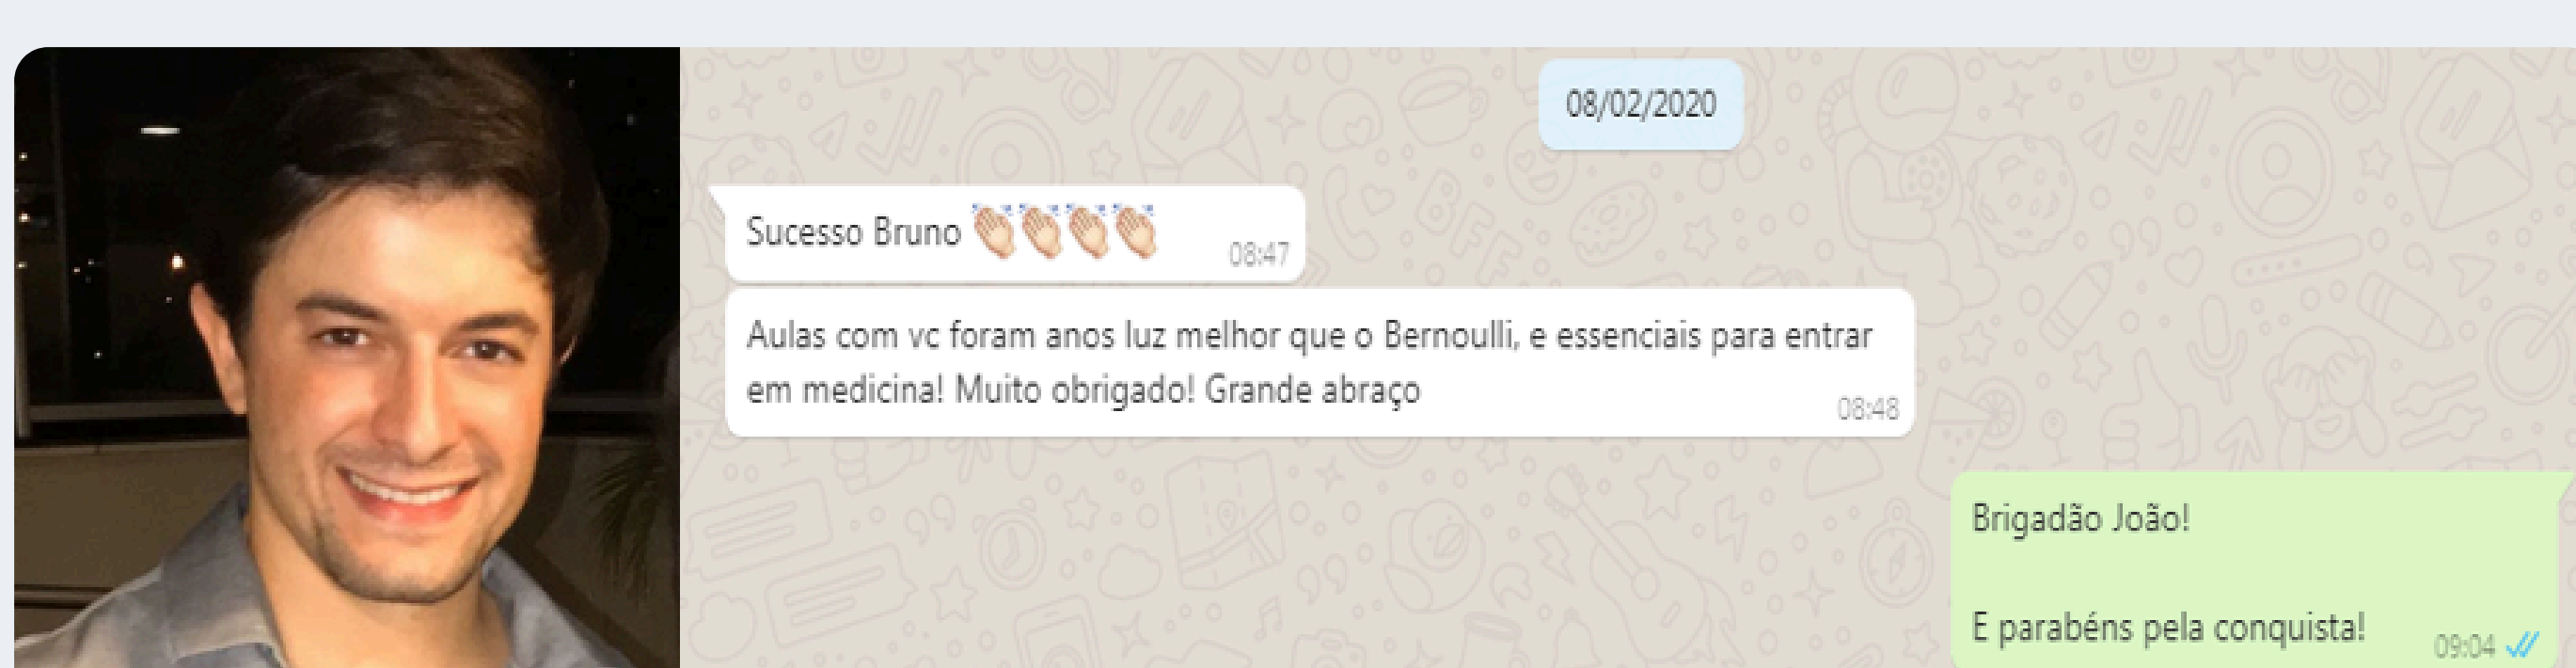 08/02/2020
Sucesso Bruno 👏🏻👏🏻👏🏻👏🏻
08:47
Aulas com vc foram anos luz melhor que o Bernoulli, e essenciais para entrar
em medicina! Muito obrigado! Grande abraço
08:48
Brigadão João!
E parabéns pela conquista!
09:04